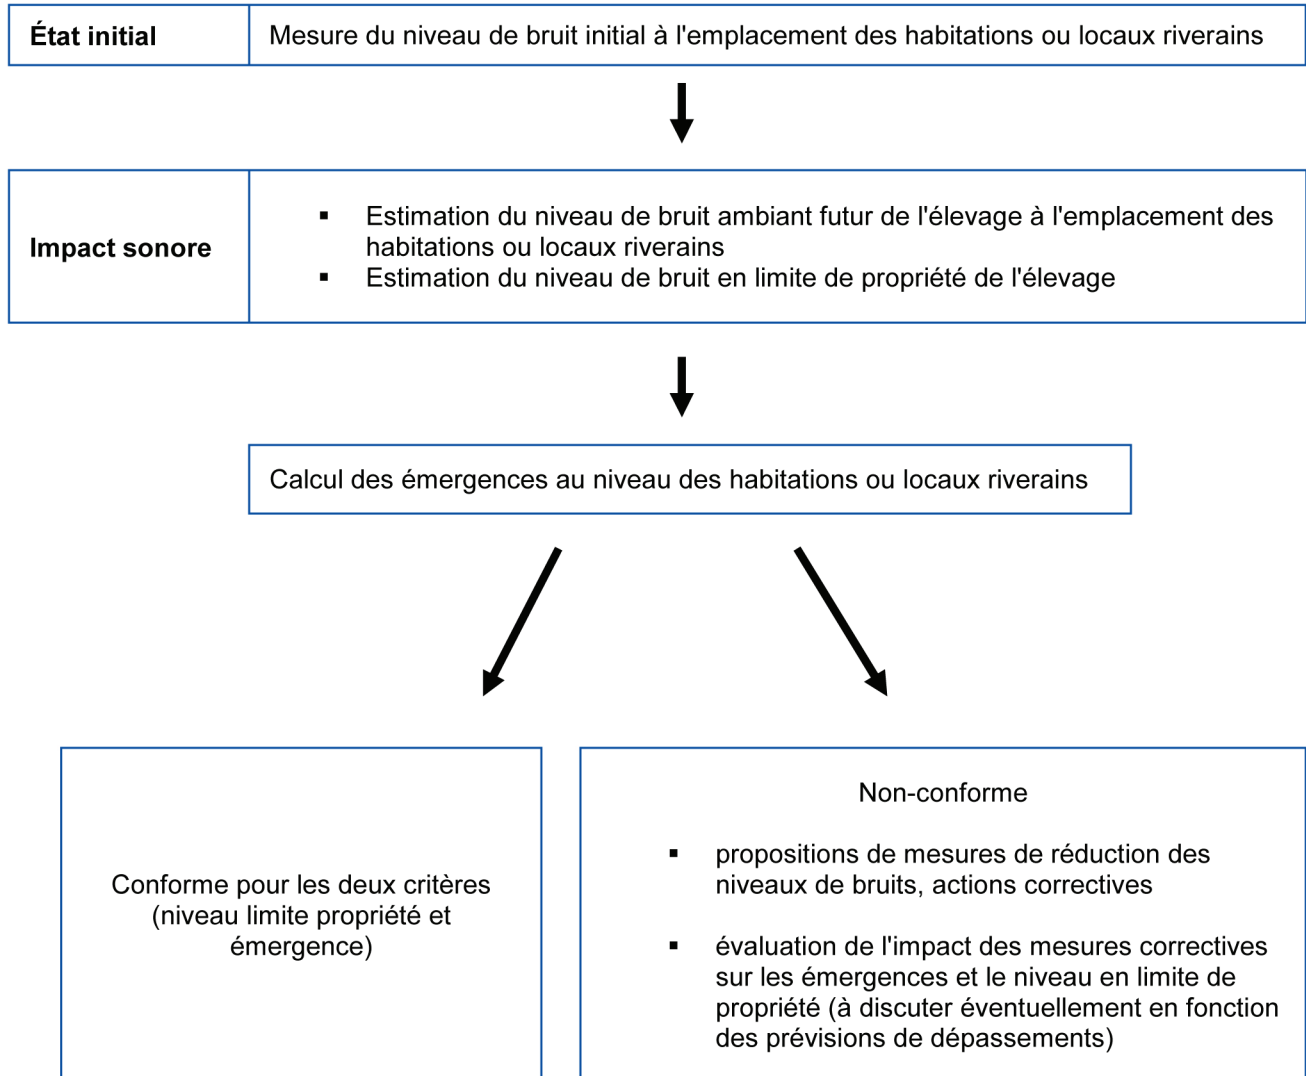 État initial
Mesure du niveau de bruit initial à l'emplacement des habitations ou locaux riverains
Impact sonore
▪ Estimation du niveau de bruit ambiant futur de l'élevage à l'emplacement des
habitations ou locaux riverains
▪ Estimation du niveau de bruit en limite de propriété de l'élevage
Calcul des émergences au niveau des habitations ou locaux riverains
Conforme pour les deux critères
(niveau limite propriété et
émergence)
Non-conforme
▪ propositions de mesures de réduction des
niveaux de bruits, actions correctives
▪ évaluation de l'impact des mesures correctives
sur les émergences et le niveau en limite de
propriété (à discuter éventuellement en fonction
des prévisions de dépassements)